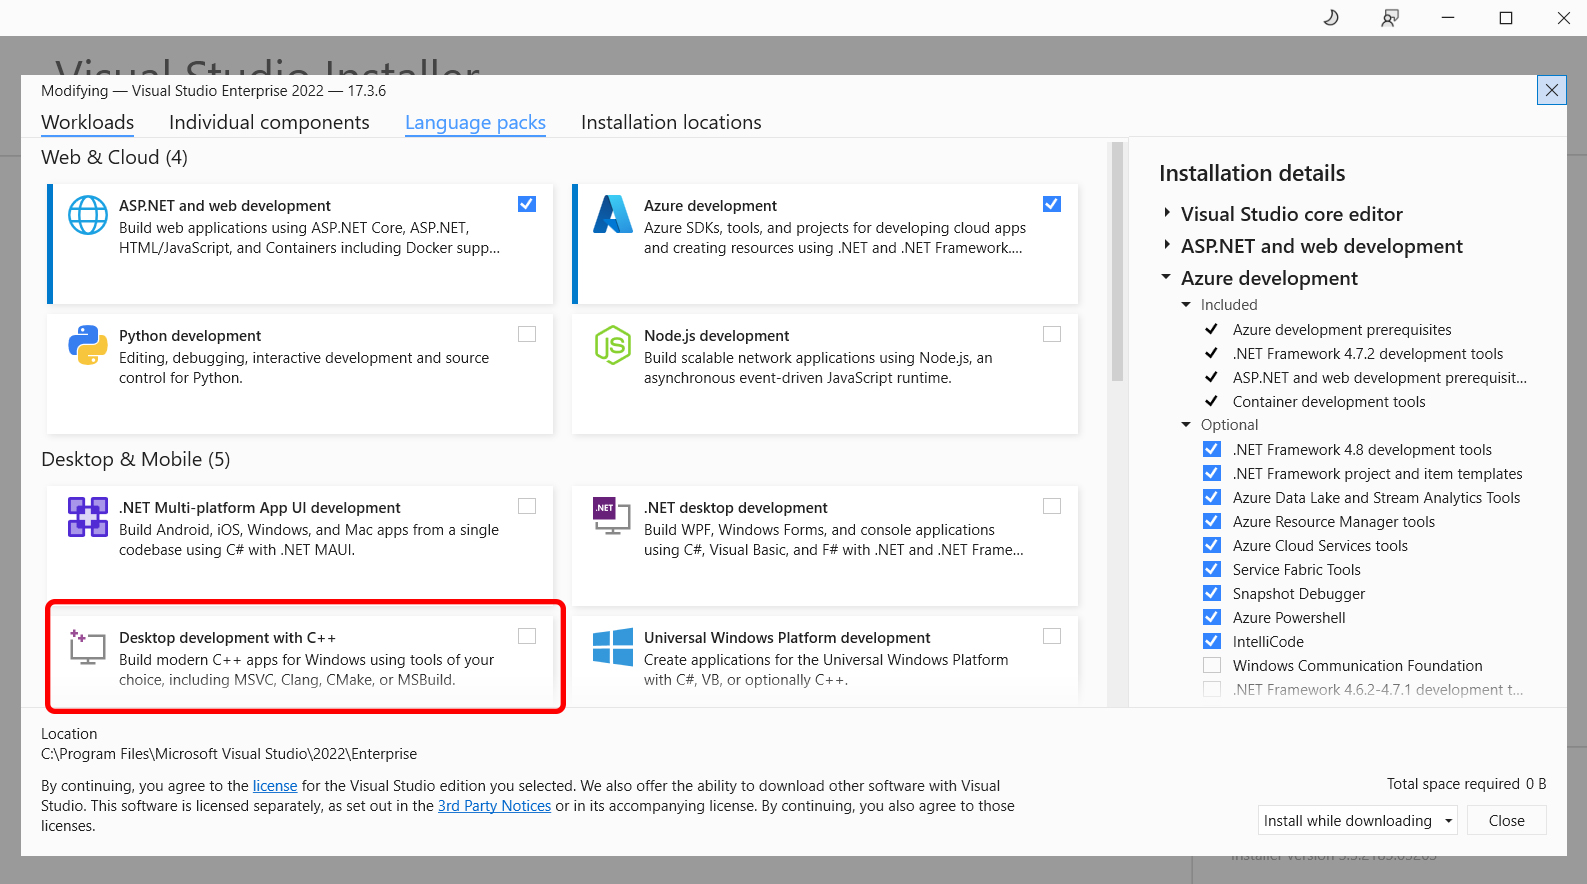 Visual Studio Installer
Modifying — Visual Studio Enterprise 2022 — 17.3.6
Workloads
Individual components
Language packs
Installation locations
Web & Cloud (4)
ASP.NET and web development
Build web applications using ASP.NET Core, ASP.NET,
HTML/JavaScript, and Containers including Docker supp...
Azure development
Azure SDKs, tools, and projects for developing cloud apps
and creating resources using .NET and .NET Framework....
Python development
Editing, debugging, interactive development and source
control for Python.
JS
Node.js development
Build scalable network applications using Node.js, an
asynchronous event-driven JavaScript runtime.
Desktop & Mobile (5)
.NET Multi-platform App UI development
Build Android, iOS, Windows, and Mac apps from a single
codebase using C# with .NET MAUI.
.NET
.NET desktop development
Build WPF, Windows Forms, and console applications
using C#, Visual Basic, and F# with .NET and .NET Frame...
Desktop development with C++
Build modern C++ apps for Windows using tools of your
choice, including MSVC, Clang, CMake, or MSBuild.
Universal Windows Platform development
Create applications for the Universal Windows Platform
with C#, VB, or optionally C++.
Installation details
Visual Studio core editor
ASP.NET and web development
Azure development
Included
Azure development prerequisites
.NET Framework 4.7.2 development tools
ASP.NET and web development prerequisit...
Container development tools
Optional
.NET Framework 4.8 development tools
.NET Framework project and item templates
Azure Data Lake and Stream Analytics Tools
Azure Resource Manager tools
Azure Cloud Services tools
Service Fabric Tools
Snapshot Debugger
Azure Powershell
IntelliCode
Windows Communication Foundation
.NET Framework 4.6.2-4.7.1 development t...
Location
C:\Program Files\Microsoft Visual Studio\2022\Enterprise
By continuing, you agree to the license for the Visual Studio edition you selected. We also offer the ability to download other software with Visual
Studio. This software is licensed separately, as set out in the 3rd Party Notices or in its accompanying license. By continuing, you also agree to those
licenses.
Total space required 0 B
Install while downloading
Close
Installer version